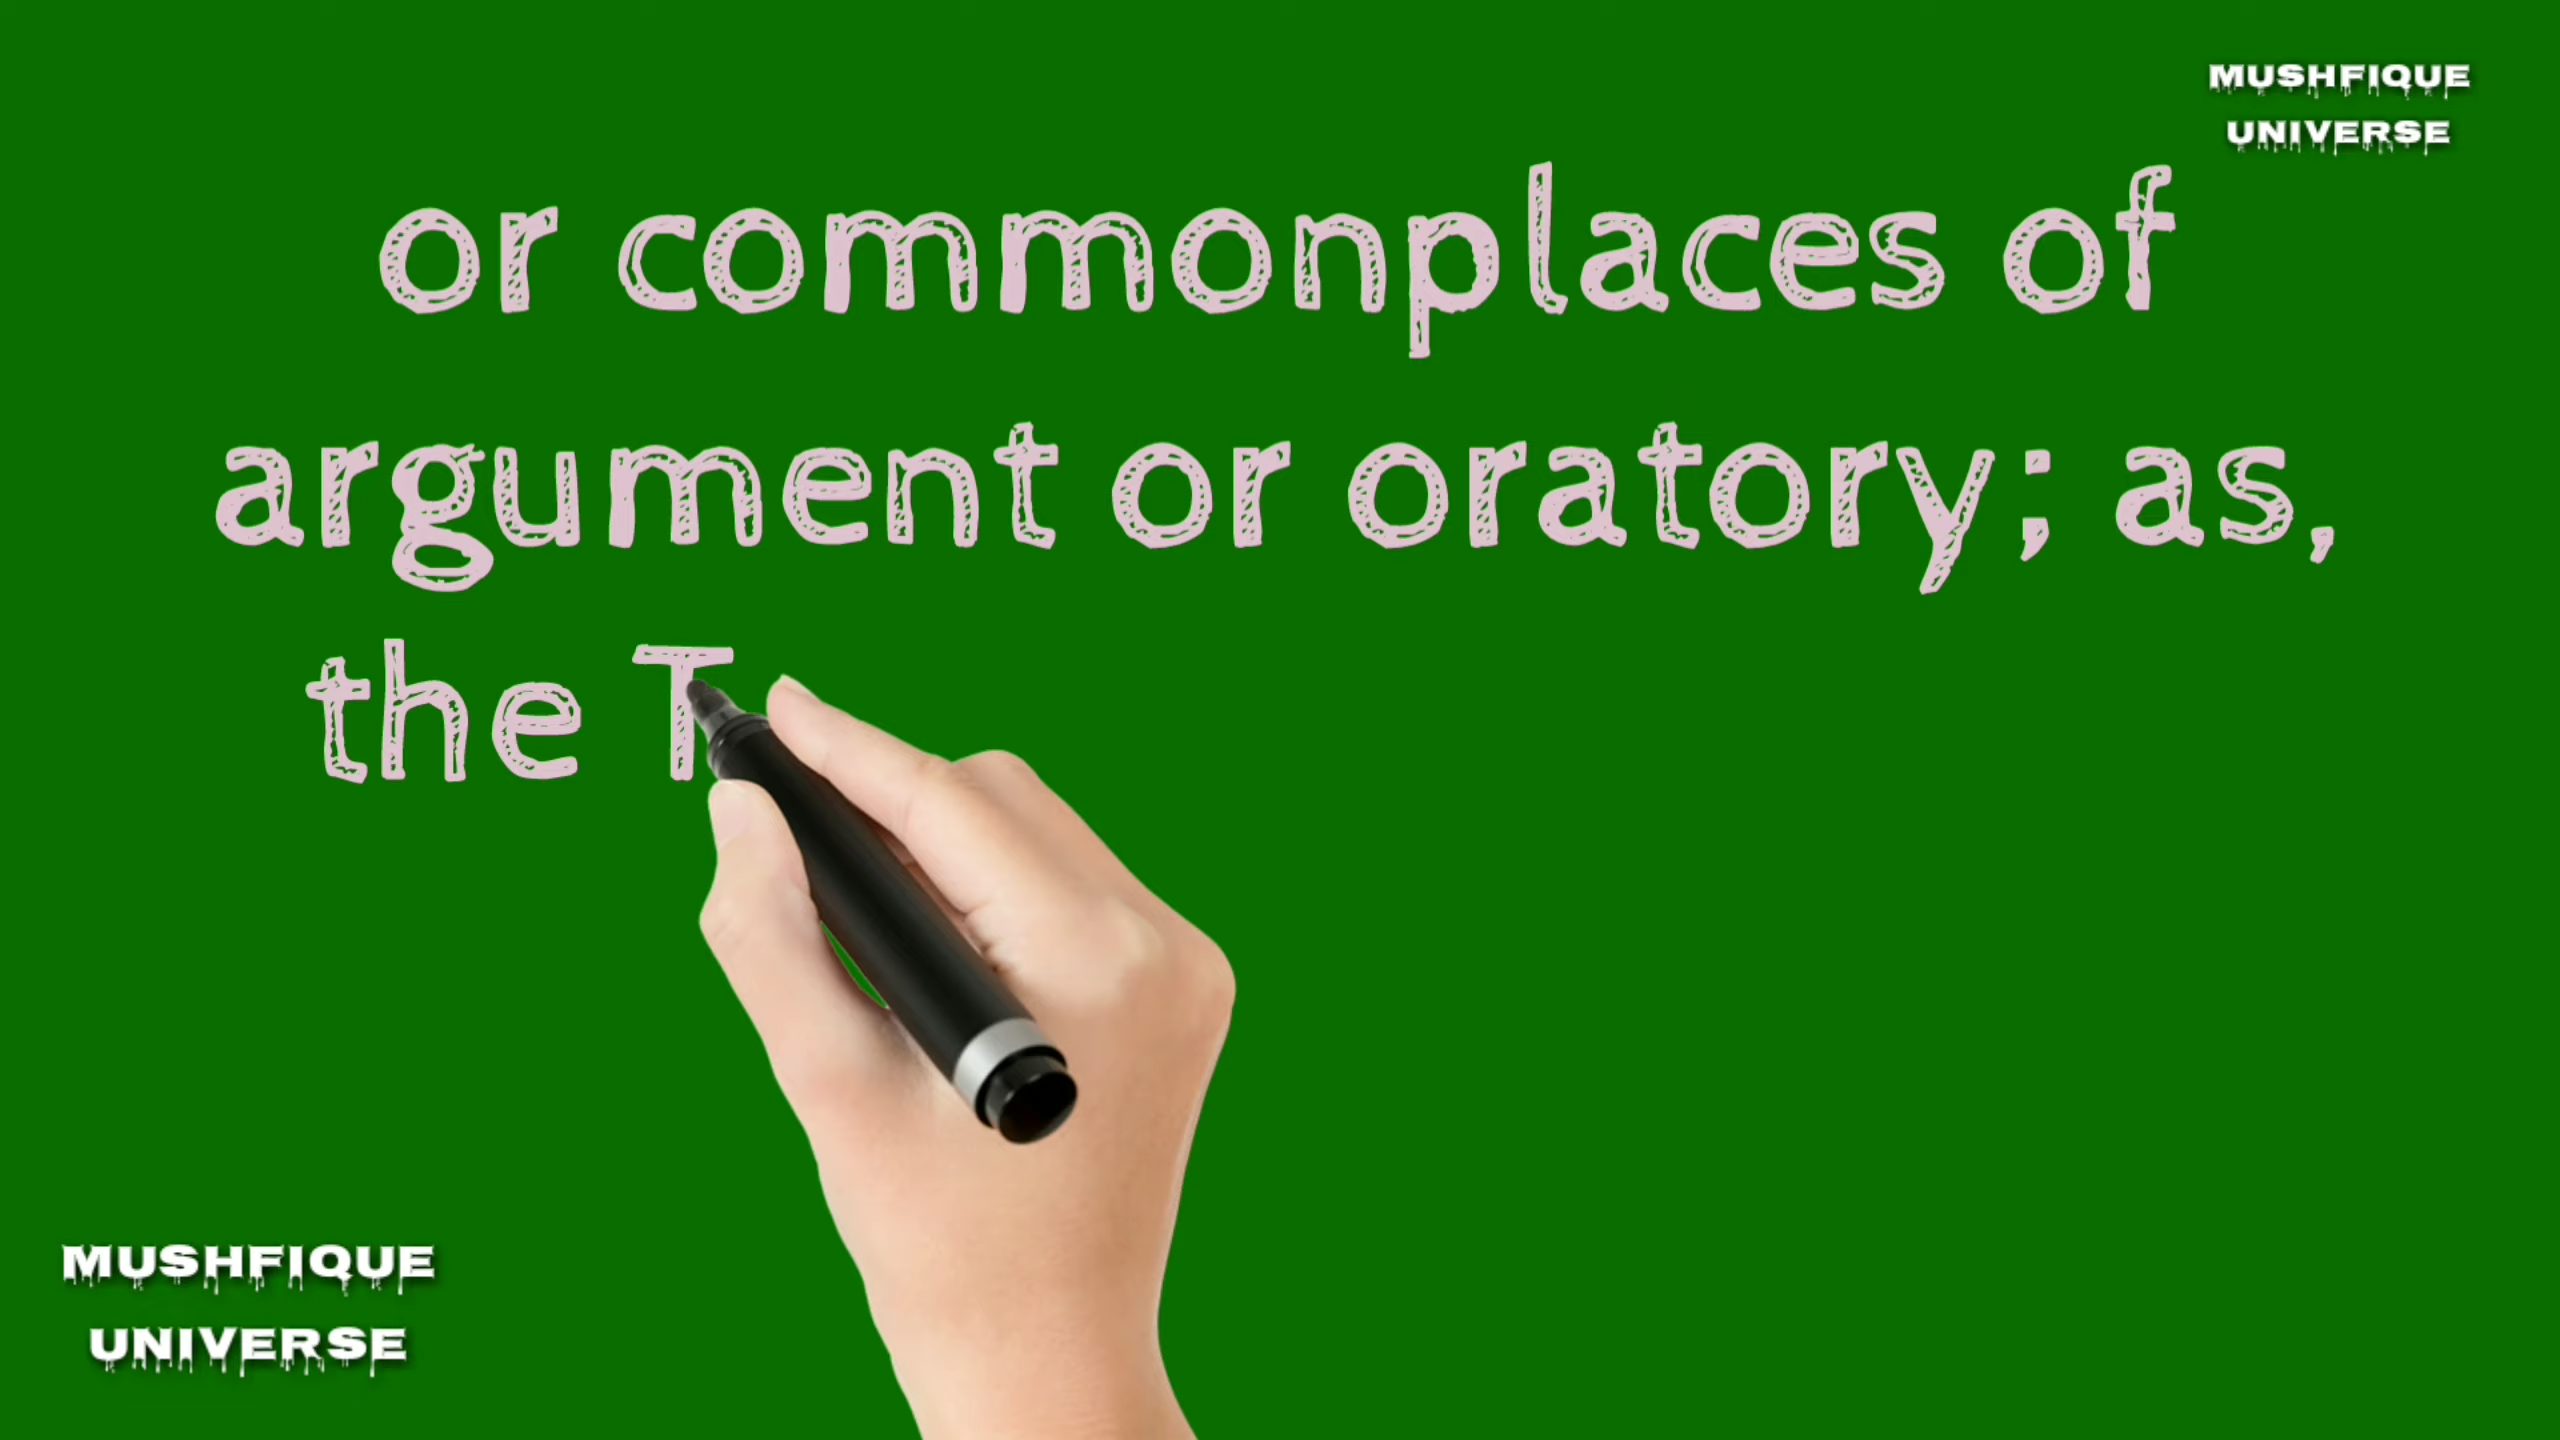 MUSHFIQUE
UNIVERSE
or commonplaces of
argument or oratory; as,
the T
MUSHFIQUE
UNIVERSE